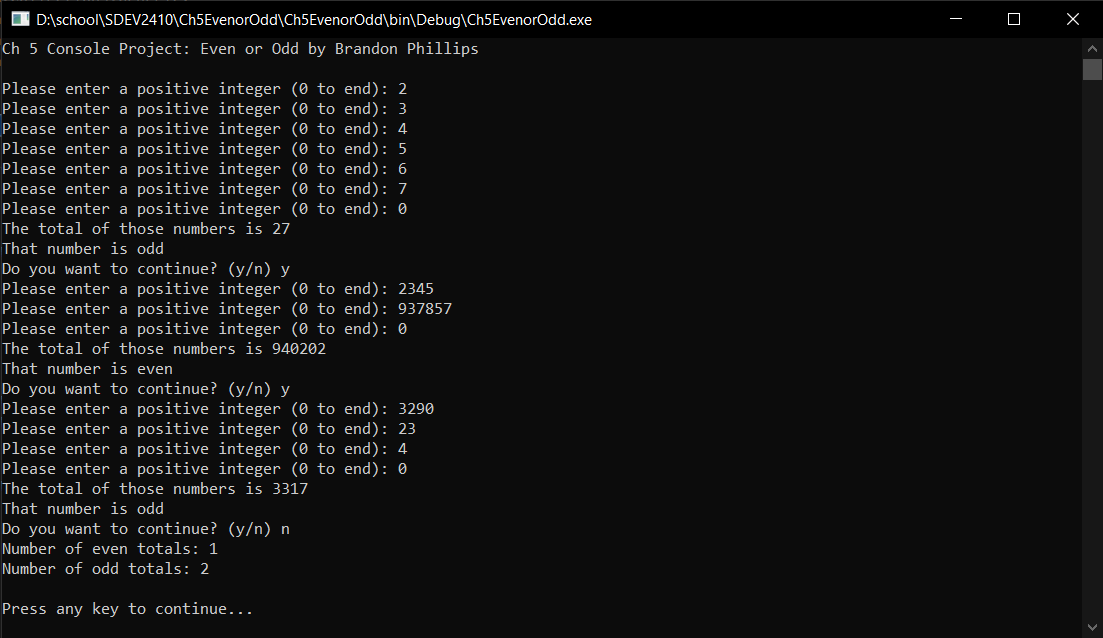 D:\school\SDEV2410\Ch5EvenorOdd\Ch5EvenorOdd\bin\Debug\Ch5EvenorOdd.exe
Ch 5 Console Project: Even or Odd by Brandon Phillips
Please enter a positive integer (0 to end): 2
Please enter a positive integer (0 to end): 3
Please enter a positive integer (0 to end): 4
Please enter a positive integer (0 to end): 5
Please enter a positive integer (0 to end): 6
Please enter a positive integer (0 to end): 7
Please enter a positive integer (0 to end): 0
The total of those numbers is 27
That number is odd
Do you want to continue? (y/n) y
Please enter a positive integer (0 to end): 2345
Please enter a positive integer (0 to end): 937857
Please enter a positive integer (0 to end): 0
The total of those numbers is 940202
That number is even
Do you want to continue? (y/n) y
Please enter a positive integer (0 to end): 3290
Please enter a positive integer (0 to end): 23
Please enter a positive integer (0 to end): 4
Please enter a positive integer (0 to end): 0
The total of those numbers is 3317
That number is odd
Do you want to continue? (y/n) n
Number of even totals: 1
Number of odd totals: 2
Press any key to continue...